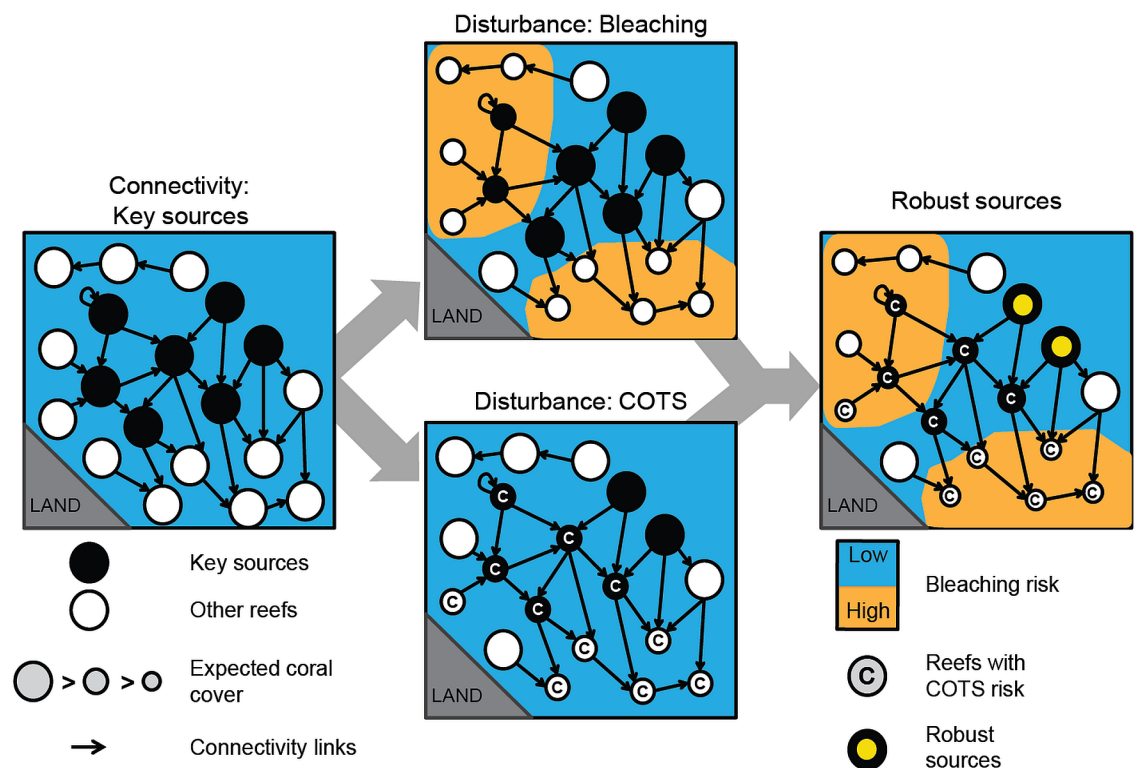 Disturbance: Bleaching
LAND
Connectivity:
Key sources
LAND
Disturbance: COTS
C
C
C
C
C
C
C
C
C
C
C
LAND
Robust sources
C
C
C
C
C
C
C
C
C
C
C
LAND
Key sources
Other reefs
> >
Expected coral
cover
Connectivity links
Low
High
Bleaching risk
C
Reefs with
COTS risk
Robust
sources